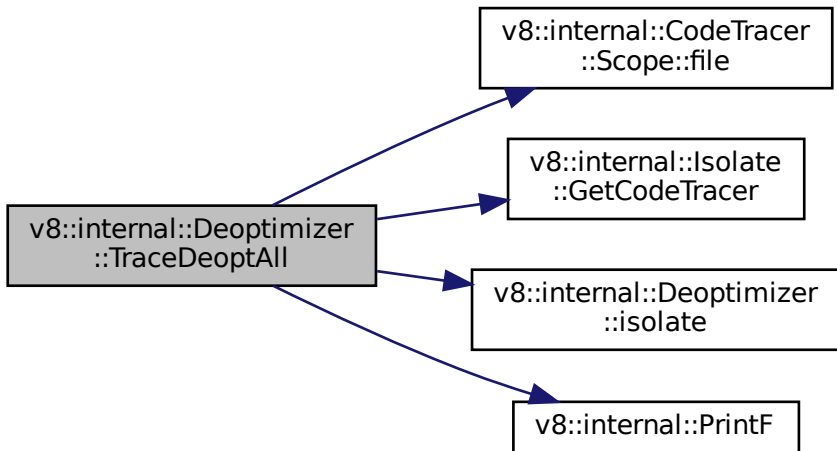 v8::internal::CodeTracer
::Scope::file
v8::internal::Isolate
::GetCodeTracer
v8::internal::Deoptimizer
::TraceDeoptAll
v8::internal::Deoptimizer
::isolate
v8::internal::PrintF